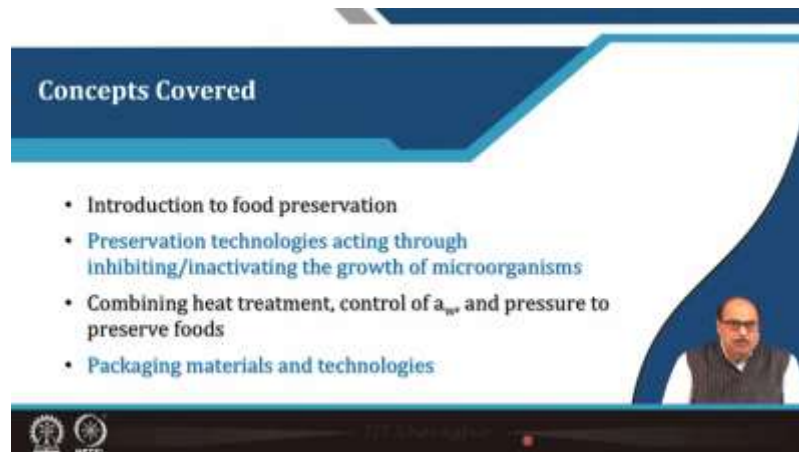 Concepts Covered
• Introduction to food preservation
• Preservation technologies acting through
inhibiting/inactivating the growth of microorganisms
• Combining heat treatment, control of aw, and pressure to
preserve foods
• Packaging materials and technologies